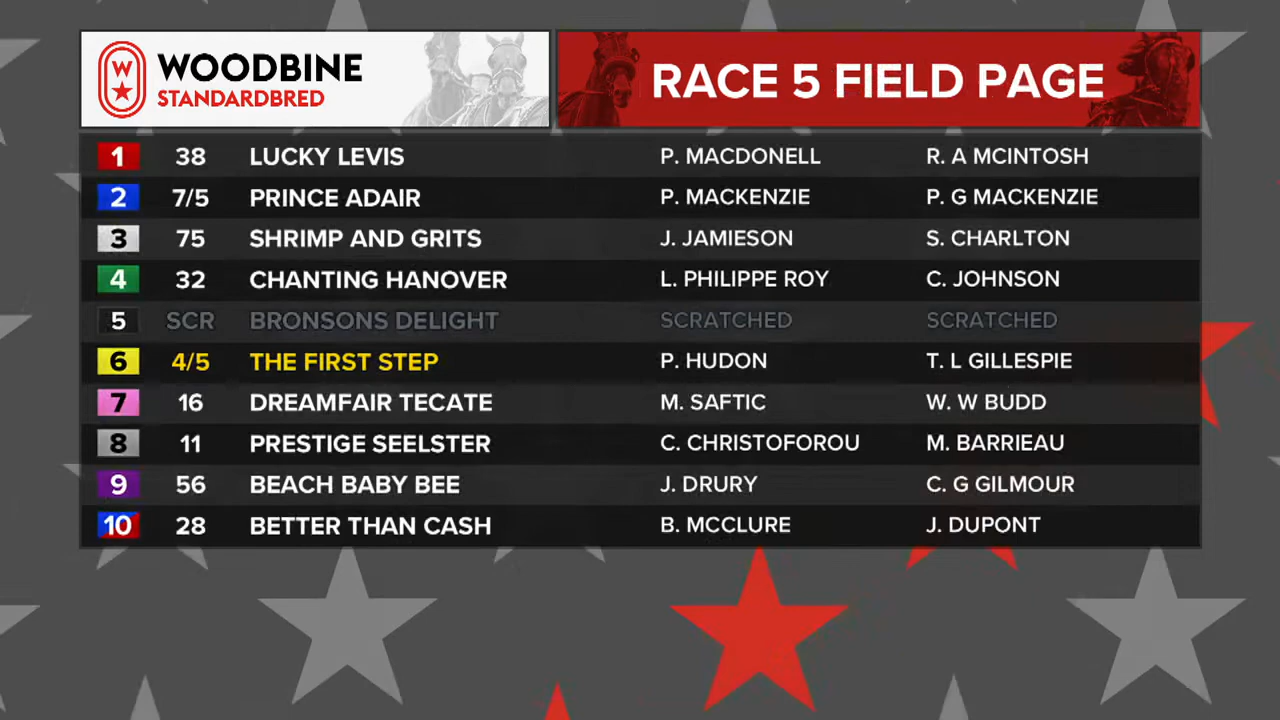 W
WOODBINE
STANDARDBRED
RACE 5 FIELD PAGE
1 38 LUCKY LEVIS P. MACDONELL R. A MCINTOSH
2 7/5 PRINCE ADAIR P. MACKENZIE P. G MACKENZIE
3 75 SHRIMP AND GRITS J. JAMIESON S. CHARLTON
4 32 CHANTING HANOVER L. PHILIPPE ROY C. JOHNSON
5 SCR BRONSONS DELIGHT SCRATCHED SCRATCHED
6 4/5 THE FIRST STEP P. HUDON T. L GILLESPIE
7 16 DREAMFAIR TECATE M. SAFTIC W. W BUDD
8 11 PRESTIGE SEELSTER C. CHRISTOFOROU M. BARRIEAU
9 56 BEACH BABY BEE J. DRURY C. G GILMOUR
10 28 BETTER THAN CASH B. MCCLURE J. DUPONT